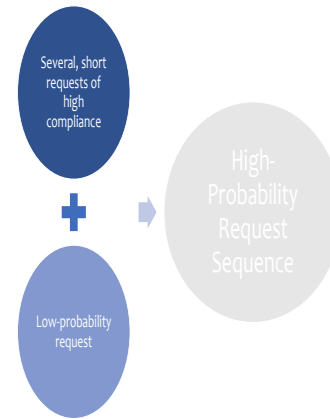 Several, short
requests of
high
compliance
Low-probability
request
High-
Probability
Request
Sequence